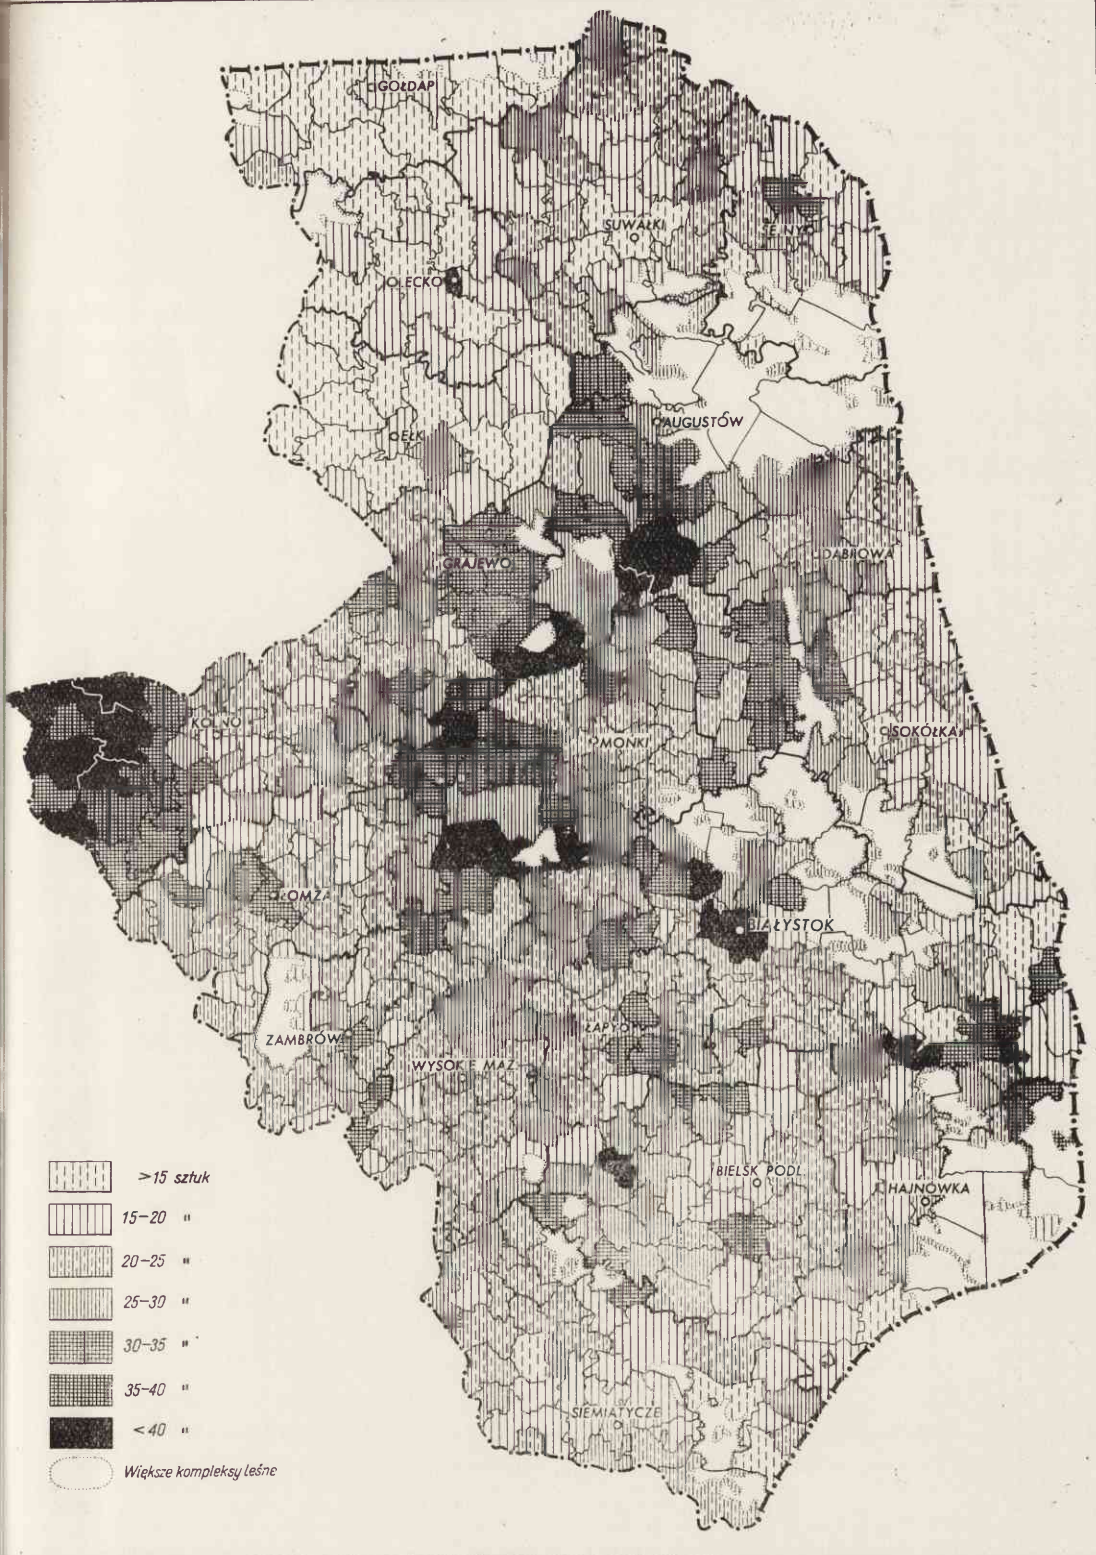 GOŁDAP
SUWAŁKI
SEJNY
OLECKO
AUGUSTÓW
EŁK
DĄBROWA
GRAJEWO
KOLNO
SOKÓŁKA
MOŃKI
ŁOMŻA
BIAŁYSTOK
ŁAPY
ZAMBRÓW
WYSOKIE MAZ.
BIELSK PODL.
HAJNÓWKA
SIEMIATYCZE
>15 sztuk
15-20 "
20-25 "
25-30 "
30-35 "
35-40 "
<40 "
Większe kompleksy leśne